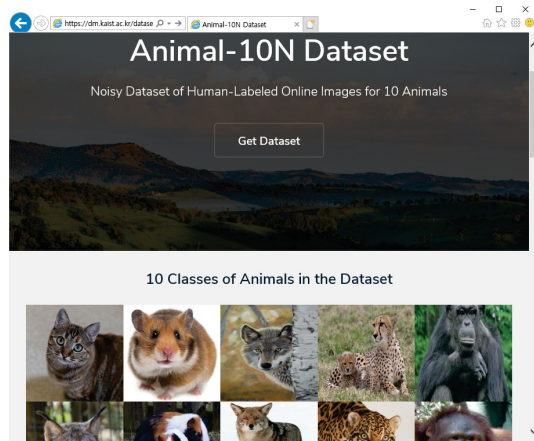 https://dm.kaist.ac.kr/datase
Animal-10N Dataset
Animal-10N Dataset
Noisy Dataset of Human-Labeled Online Images for 10 Animals
Get Dataset
10 Classes of Animals in the Dataset